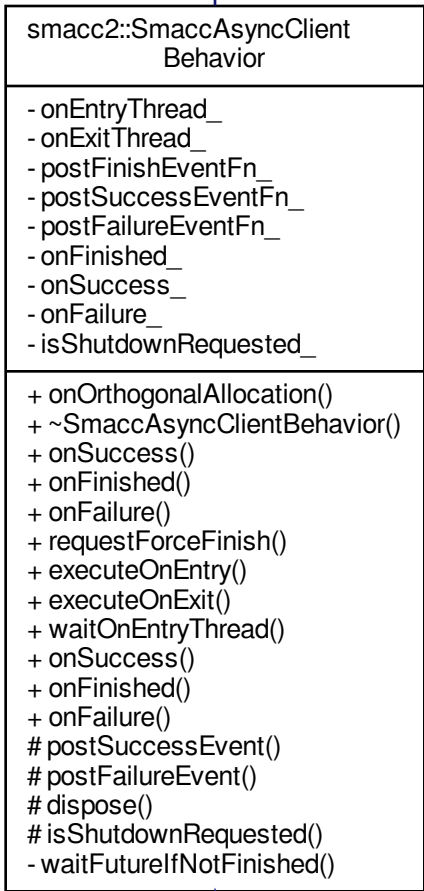 smacc2::SmaccAsyncClient
Behavior
- onEntryThread_
- onExitThread_
- postFinishEventFn_
- postSuccessEventFn_
- postFailureEventFn_
- onFinished_
- onSuccess_
- onFailure_
- isShutdownRequested_
+ onOrthogonalAllocation()
+ ~SmaccAsyncClientBehavior()
+ onSuccess()
+ onFinished()
+ onFailure()
+ requestForceFinish()
+ executeOnEntry()
+ executeOnExit()
+ waitOnEntryThread()
+ onSuccess()
+ onFinished()
+ onFailure()
# postSuccessEvent()
# postFailureEvent()
# dispose()
# isShutdownRequested()
- waitFutureIfNotFinished()